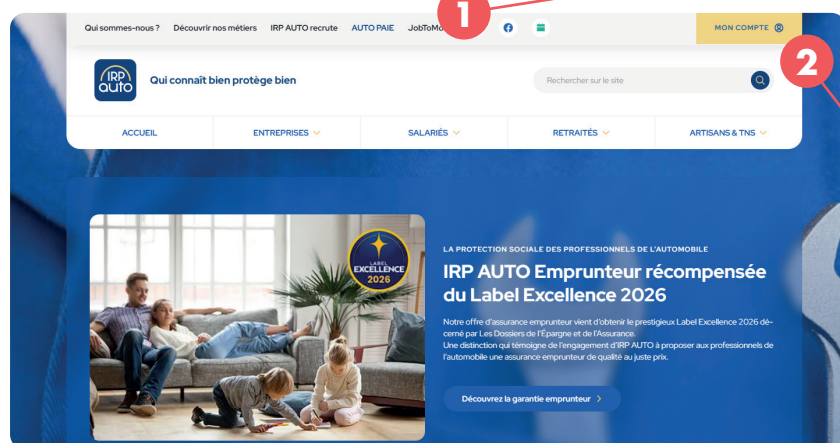 Qui sommes-nous ? Découvrir nos métiers IRP AUTO recrute AUTO PAIE
1
MON COMPTE
2
IRP
auto
Qui connaît bien protège bien
Rechercher sur le site
ACCUEIL ENTREPRISES SALARIÉS RETRAITÉS ARTISANS & TNS
LABEL
EXCELLENCE
2026
LA PROTECTION SOCIALE DES PROFESSIONNELS DE L'AUTOMOBILE
IRP AUTO Emprunteur récompensée
du Label Excellence 2026
Notre offre d'assurance emprunteur vient d'obtenir le prestigieux Label Excellence 2026 dé-
cerné par Les Dossiers de l'Épargne et de l'Assurance.
Une distinction qui témoigne de l'engagement d'IRP AUTO à proposer aux professionnels de
l'automobile une assurance emprunteur de qualité au juste prix.
Découvrez la garantie emprunteur